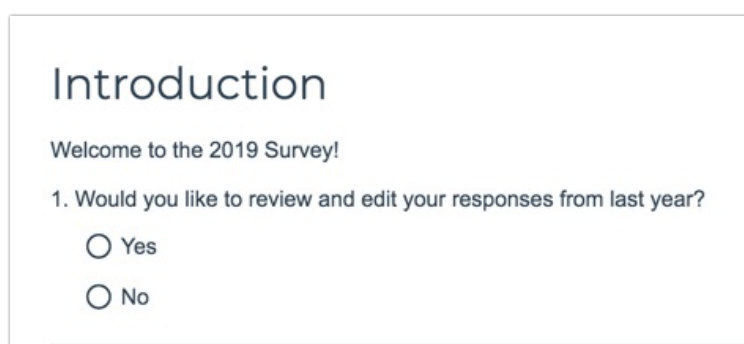 Introduction
Welcome to the 2019 Survey!
1. Would you like to review and edit your responses from last year?
Yes
No